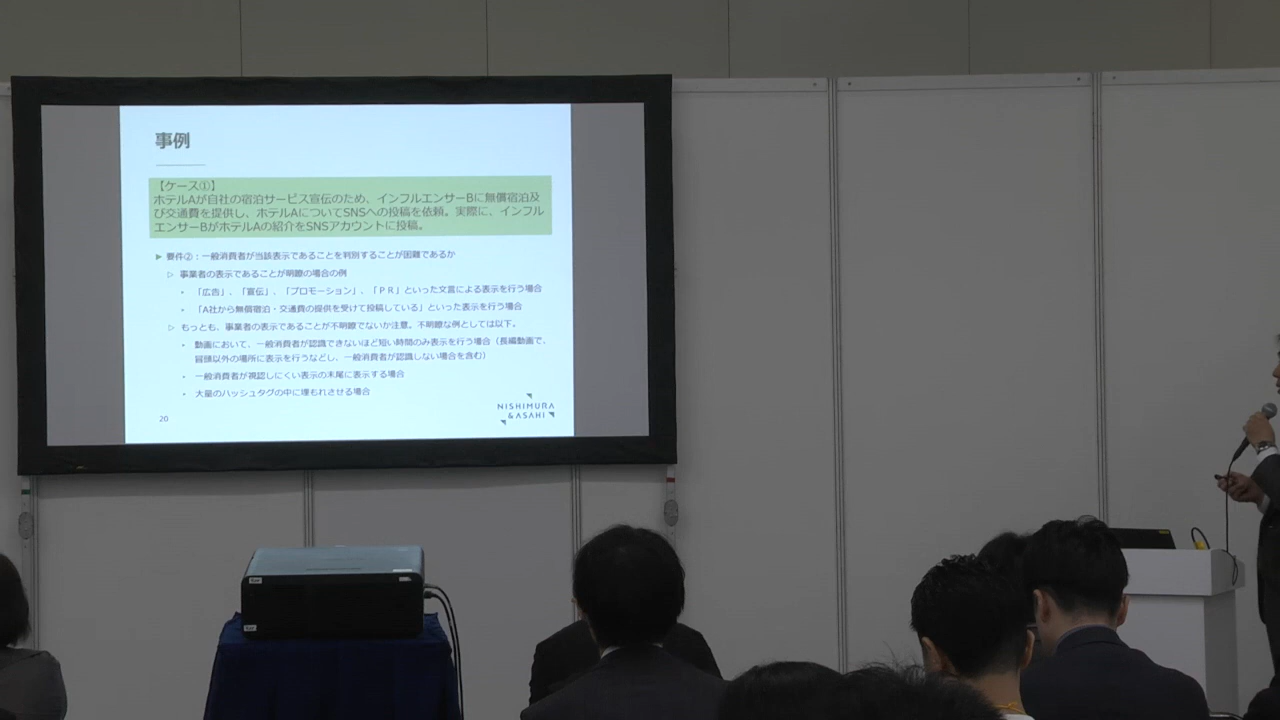 事例
【ケース①】
ホテルAが自社の宿泊サービス宣伝のため、インフルエンサーBに無償宿泊及
び交通費を提供し、ホテルAについてSNSへの投稿を依頼。実際に、インフル
エンサーBがホテルAの紹介をSNSアカウントに投稿。
▶ 要件②：一般消費者が当該表示であることを判別することが困難であるか
▷ 事業者の表示であることが明瞭の場合の例
・ 「広告」、「宣伝」、「プロモーション」、「ＰＲ」といった文言による表示を行う場合
・ 「A社から無償宿泊・交通費の提供を受けて投稿している」といった表示を行う場合
▷ もっとも、事業者の表示であることが不明瞭でないか注意。不明瞭な例としては以下。
・ 動画において、一般消費者が認識できないほど短い時間のみ表示を行う場合（長編動画で、
冒頭以外の場所に表示を行うなどし、一般消費者が認識しない場合を含む）
・ 一般消費者が視認しにくい表示の末尾に表示する場合
・ 大量のハッシュタグの中に埋もれさせる場合
20
NISHIMURA
& ASAHI